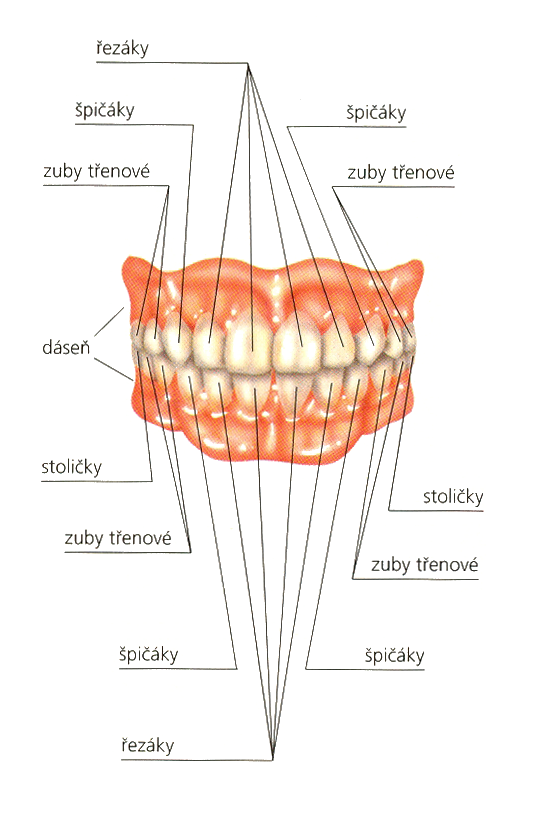 řezáky
špičáky
špičáky
zuby třenové
zuby třenové
dáseň
stoličky
stoličky
zuby třenové
zuby třenové
špičáky
špičáky
řezáky